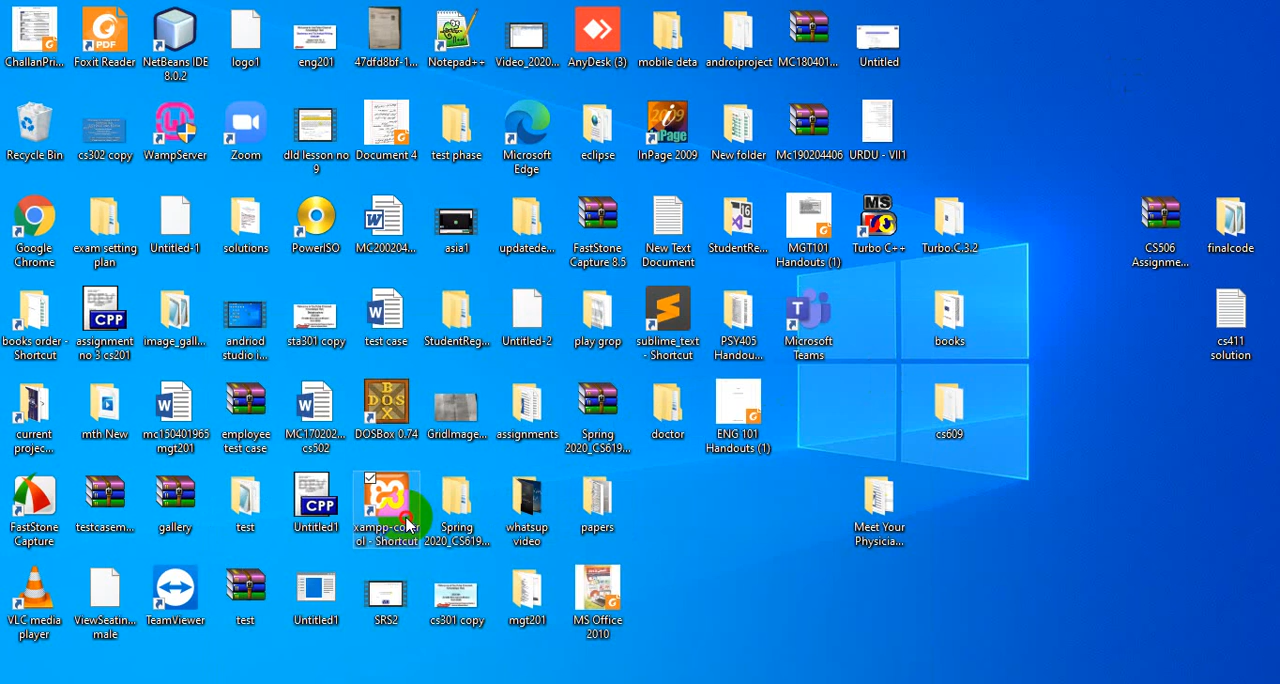 ChallanPri...
Foxit Reader
NetBeans IDE
8.0.2
logo1
eng201
47dfd8bf-1...
Notepad++
Video_2020...
AnyDesk (3)
mobile deta
androiproject
MC180401...
Untitled
Recycle Bin
cs302 copy
WampServer
Zoom
dld lesson no
9
Document 4
test phase
Microsoft
Edge
eclipse
InPage 2009
New folder
Mc190204406
URDU - VII1
Google
Chrome
exam setting
plan
Untitled-1
solutions
PowerISO
MC200204...
asia1
updatede...
FastStone
Capture 8.5
New Text
Document
StudentRe...
MGT101
Handouts (1)
Turbo C++
Turbo.C.3.2
CS506
Assignme...
finalcode
books order -
Shortcut
assignment
no 3 cs201
image_gall...
andriod
studio i...
sta301 copy
test case
StudentReg...
Untitled-2
play grop
sublime_text
- Shortcut
PSY405
Handou...
Microsoft
Teams
books
cs411
solution
current
projec...
mth New
mc150401965
mgt201
employee
test case
MC170202...
cs502
DOSBox 0.74
GridImage...
assignments
Spring
2020_CS619...
doctor
ENG 101
Handouts (1)
cs609
FastStone
Capture
testcasem...
gallery
test
Untitled1
ol - Shortcut
Spring
2020_CS619...
whatsup
video
papers
Meet Your
Physicia...
VLC media
player
ViewSeatin...
male
TeamViewer
test
Untitled1
SRS2
cs301 copy
mgt201
MS Office
2010